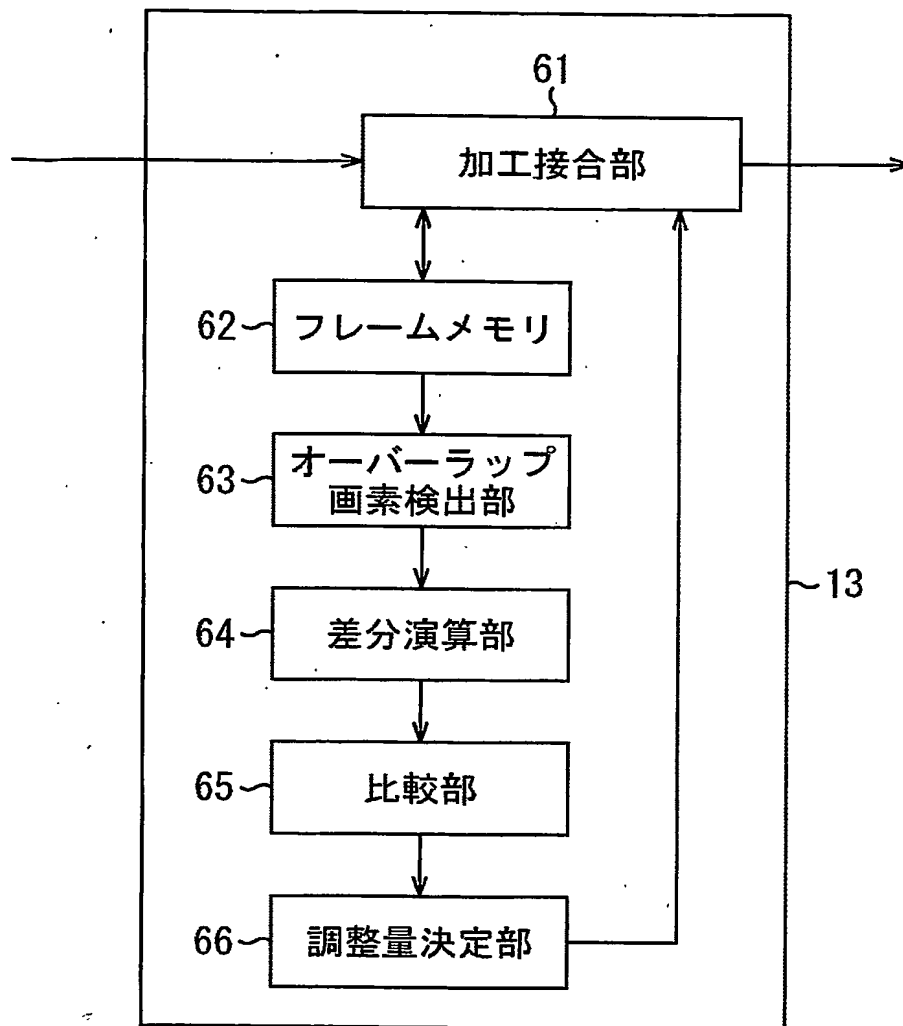 61
加工接合部
62
フレームメモリ
63
オーバーラップ
画素検出部
64
差分演算部
13
65
比較部
66
調整量決定部